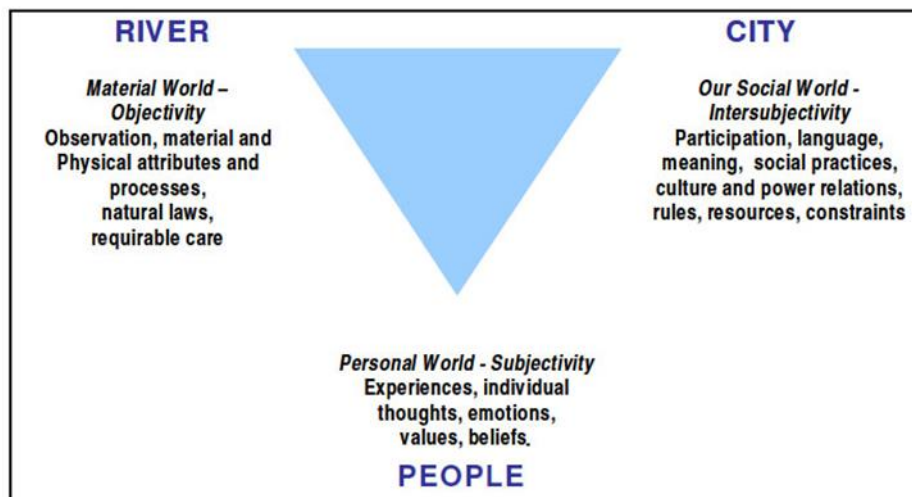 RIVER
Material World –
Objectivity
Observation, material and
Physical attributes and
processes,
natural laws,
requirable care
CITY
Our Social World -
Intersubjectivity
Participation, language,
meaning, social practices,
culture and power relations,
rules, resources, constraints
Personal World - Subjectivity
Experiences, individual
thoughts, emotions,
values, beliefs.
PEOPLE